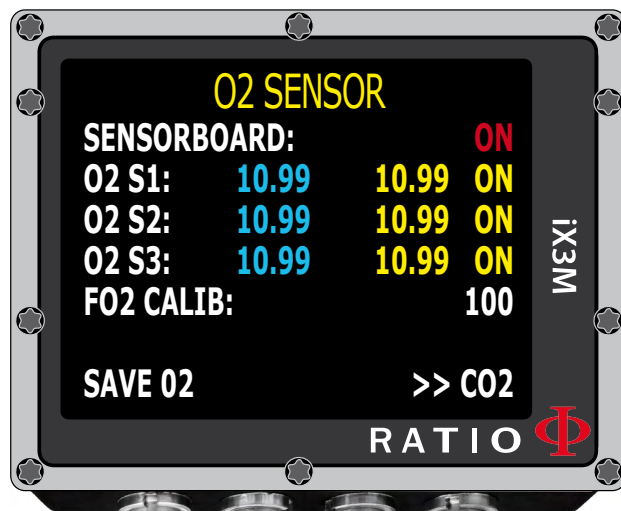 O2 SENSOR
SENSORBOARD: ON
O2 S1: 10.99 10.99 ON
O2 S2: 10.99 10.99 ON
O2 S3: 10.99 10.99 ON
FO2 CALIB: 100
SAVE 02 >> CO2
iX3M
RATIO